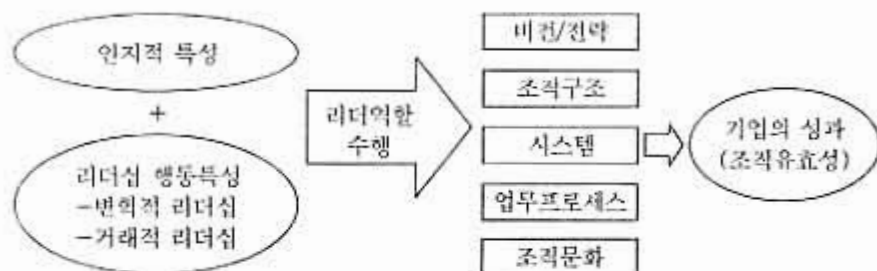 인지적 특성
+
리더십 행동특성
-변혁적 리더십
-거래적 리더십
리더역할
수행
비전/전략
조직구조
시스템
업무프로세스
조직문화
기업의 성과
(조직유효성)